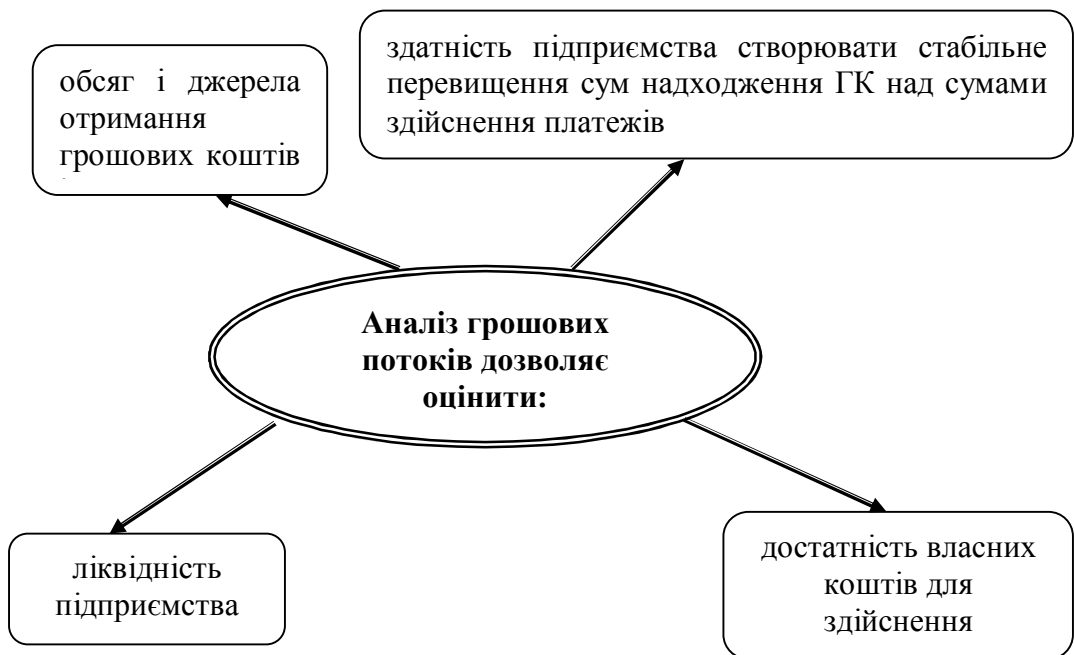 обсяг і джерела
отримання
грошових коштів
здатність підприємства створювати стабільне
перевищення сум надходження ГК над сумами
здійснення платежів
Аналіз грошових
потоків дозволяє
оцінити:
ліквідність
підприємства
достатність власних
коштів для
здійснення